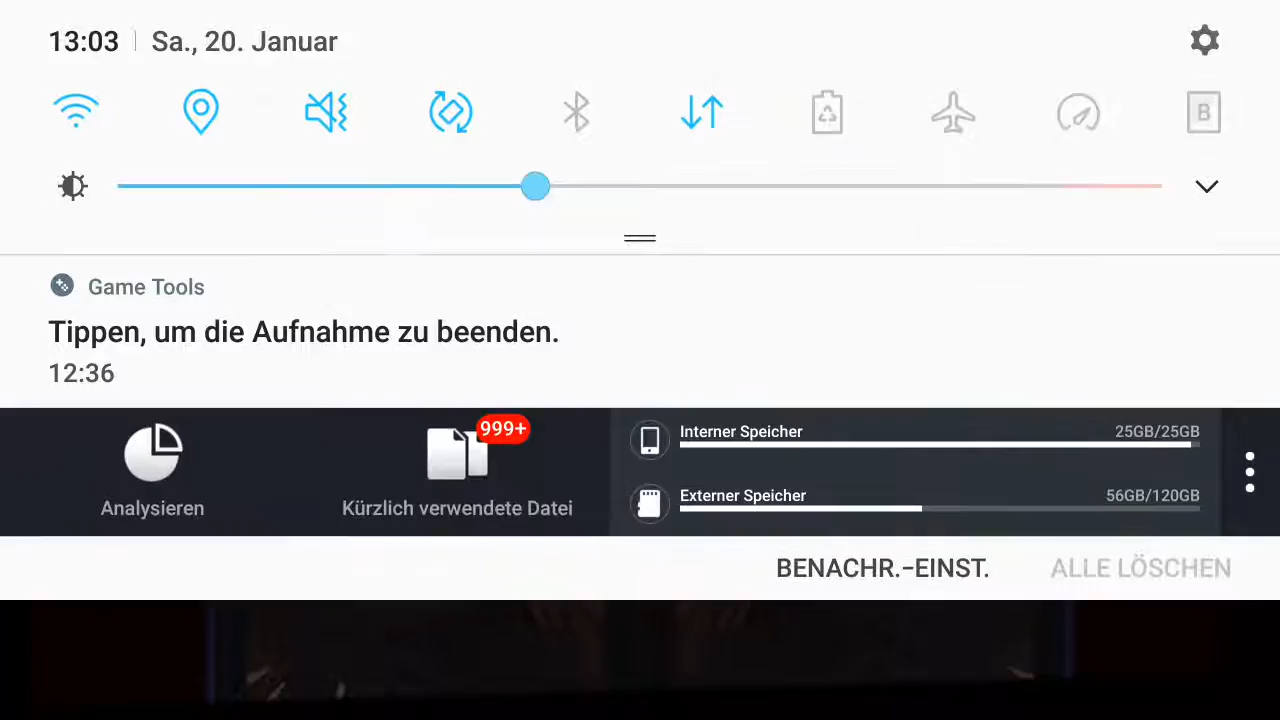 13:03 Sa., 20. Januar
B
Game Tools
Tippen, um die Aufnahme zu beenden.
12:36
999+
Analysieren
Kürzlich verwendete Datei
Interner Speicher 25GB/25GB
Externer Speicher 56GB/120GB
BENACHR.-EINST. ALLE LÖSCHEN